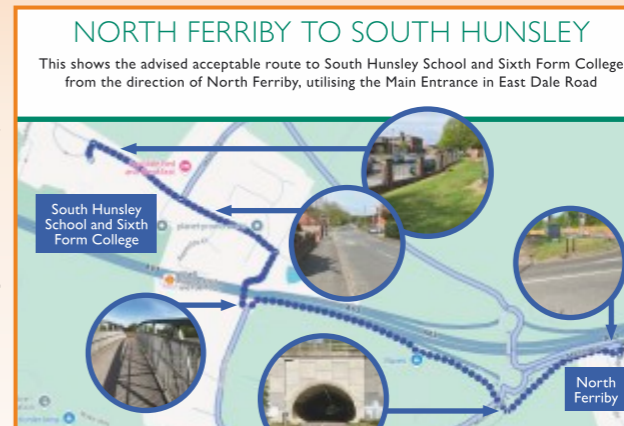 NORTH FERRIBY TO SOUTH HUNSLEY
This shows the advised acceptable route to South Hunsley School and Sixth Form College
from the direction of North Ferriby, utilising the Main Entrance in East Dale Road
South Hunsley
School and Sixth
Form College
North
Ferriby